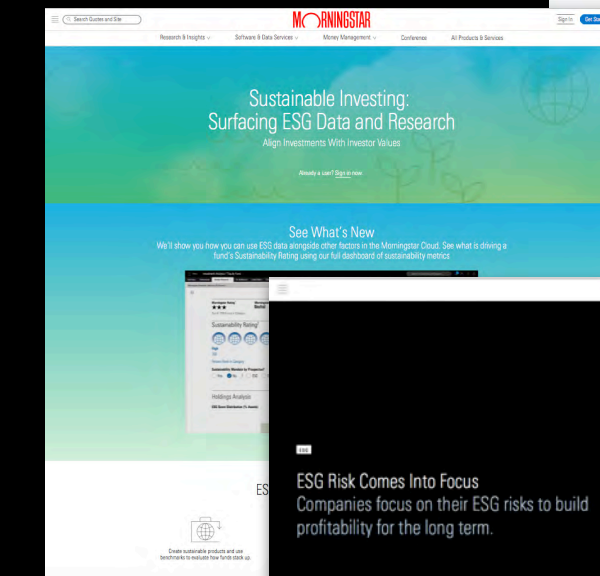 Search Quotes and Site
MORNINGSTAR
Sign In
Get Sta
Research & Insights
Software & Data Services
Money Management
Conference
All Products & Services
Sustainable Investing:
Surfacing ESG Data and Research
Align Investments With Investor Values
Already a user? Sign in now.
See What's New
We'll show you how you can use ESG data alongside other factors in the Morningstar Cloud. See what is driving a
fund's Sustainability Rating using our full dashboard of sustainability metrics
Sustainability Rating
High
Holdings Analysis
ESG
ESG Risk Comes Into Focus
Companies focus on their ESG risks to build
profitability for the long term.
ES
Create sustainable products and use
benchmarks to evaluate how funds stack up.